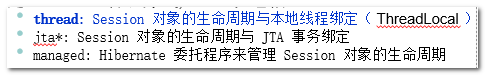 thread: Session 对象的生命周期与本地线程绑定（ThreadLocal）
jta*: Session 对象的生命周期与 JTA 事务绑定
managed: Hibernate 委托程序来管理 Session 对象的生命周期